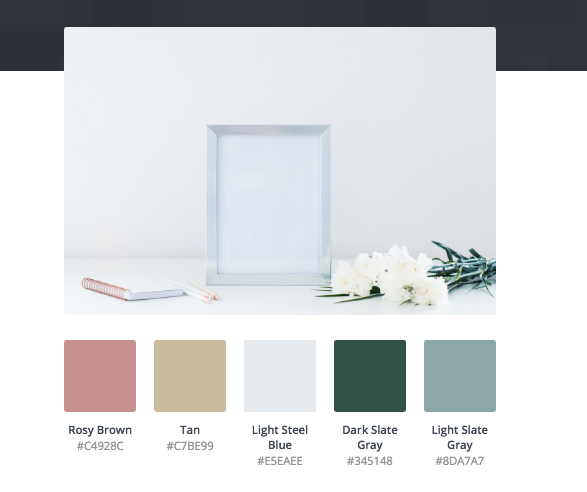 Rosy Brown
#C4928C
Tan
#C7BE99
Light Steel
Blue
#E5EAEE
Dark Slate
Gray
#345148
Light Slate
Gray
#8DA7A7